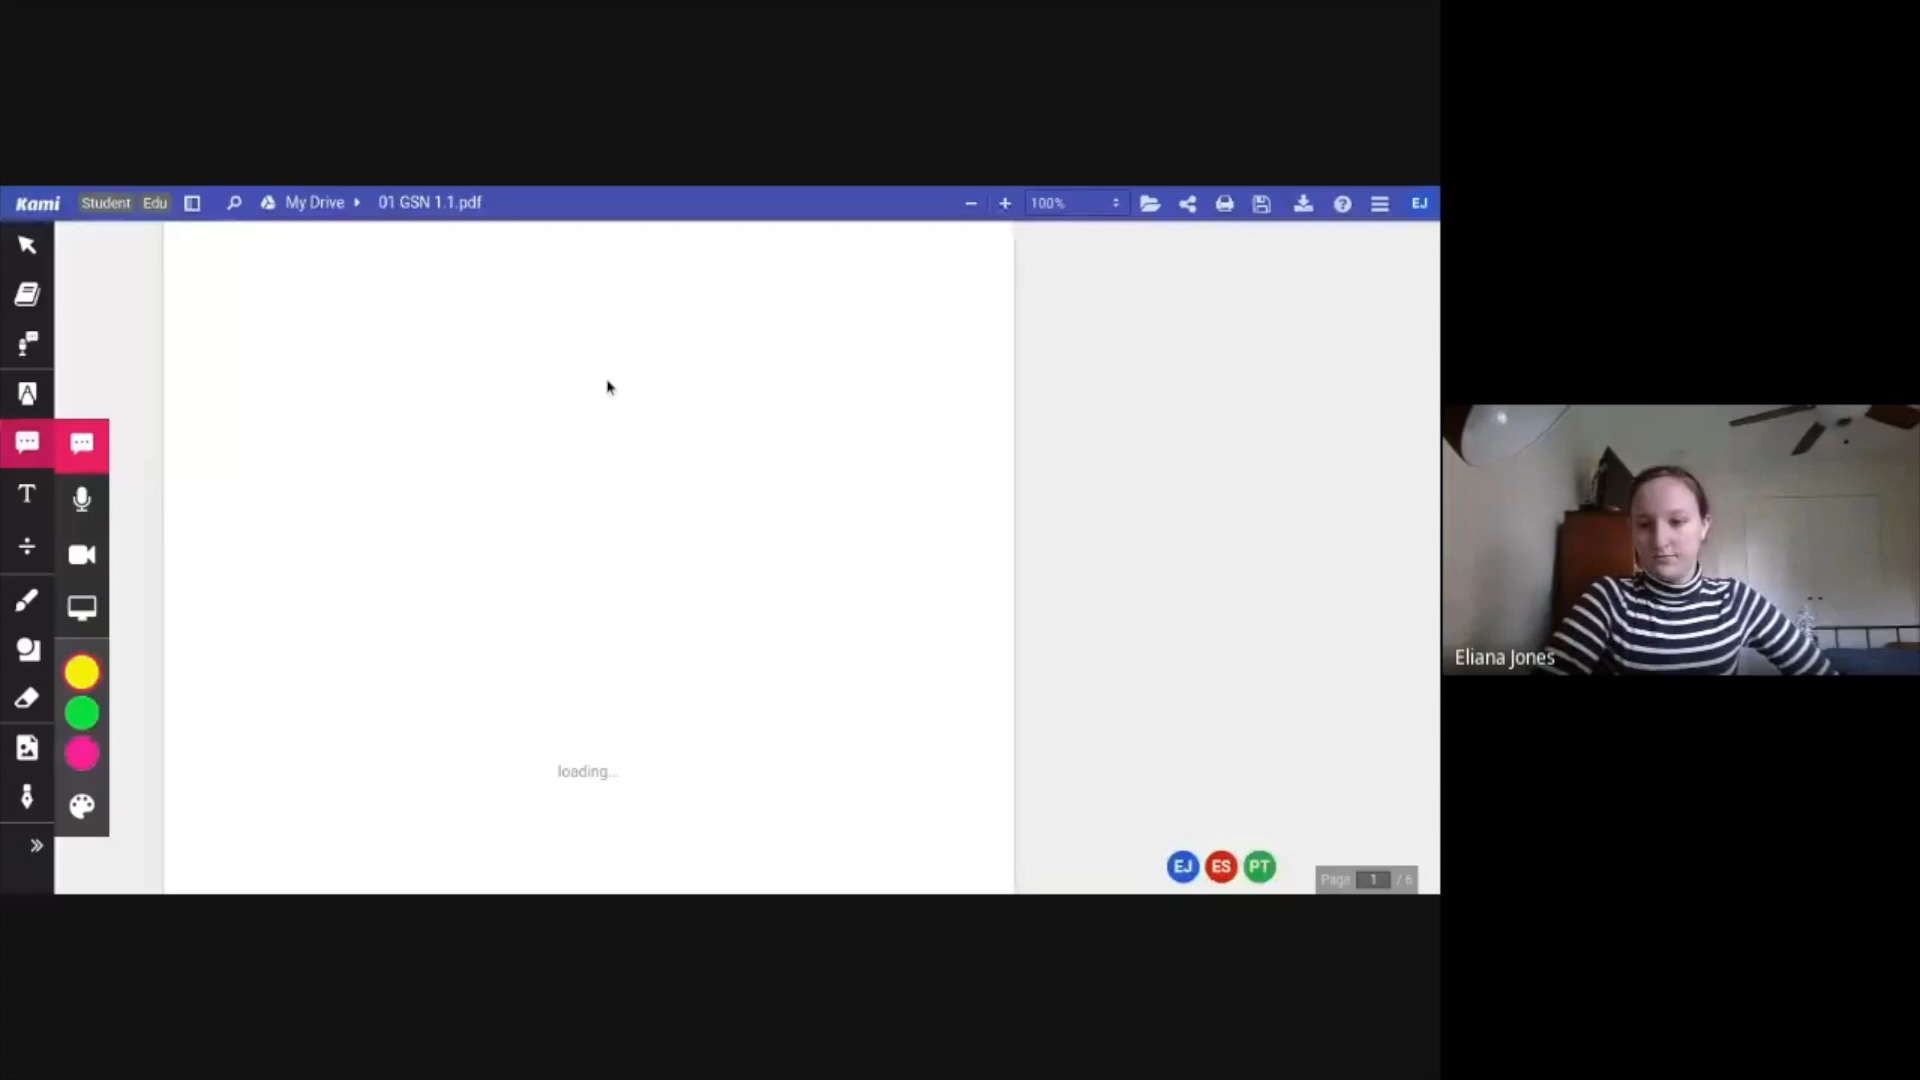 Kami Student Edu My Drive 01 GSN 1.1.pdf 100% EJ
T
loading...
EJ ES PT
Page 1 / 6
Eliana Jones